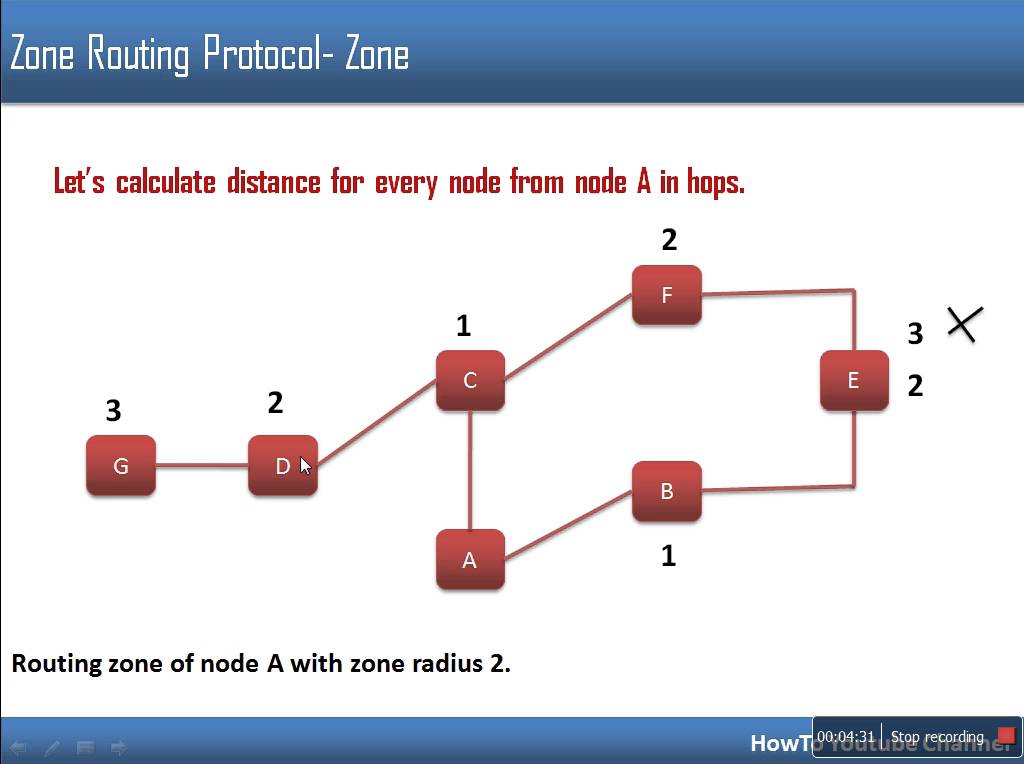 Zone Routing Protocol- Zone
Let's calculate distance for every node from node A in hops.
2
F
1
3
C
E
2
3
2
G
D
B
1
A
Routing zone of node A with zone radius 2.
HowTo Youtube Channel
00:04:31 Stop recording